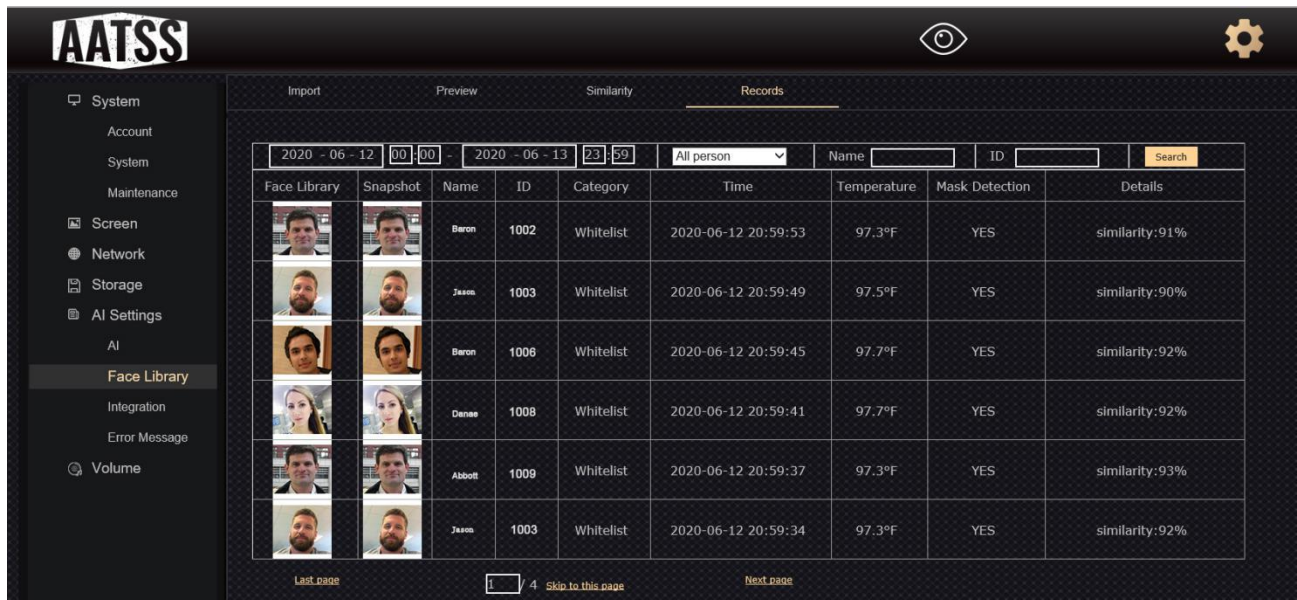 AATSS
System
Account
System
Maintenance
Screen
Network
Storage
AI Settings
AI
Face Library
Integration
Error Message
Volume
Import Preview Similarity Records
2020 - 06 - 12 00 : 00 - 2020 - 06 - 13 23 : 59 All person Name ID Search
Face Library Snapshot Name ID Category Time Temperature Mask Detection Details
Baron 1002 Whitelist 2020-06-12 20:59:53 97.3°F YES similarity:91%
Jason 1003 Whitelist 2020-06-12 20:59:49 97.5°F YES similarity:90%
Baron 1006 Whitelist 2020-06-12 20:59:45 97.7°F YES similarity:92%
Danae 1008 Whitelist 2020-06-12 20:59:41 97.7°F YES similarity:92%
Abbott 1009 Whitelist 2020-06-12 20:59:37 97.3°F YES similarity:93%
Jason 1003 Whitelist 2020-06-12 20:59:34 97.3°F YES similarity:92%
Last page 1 / 4 Skip to this page Next page